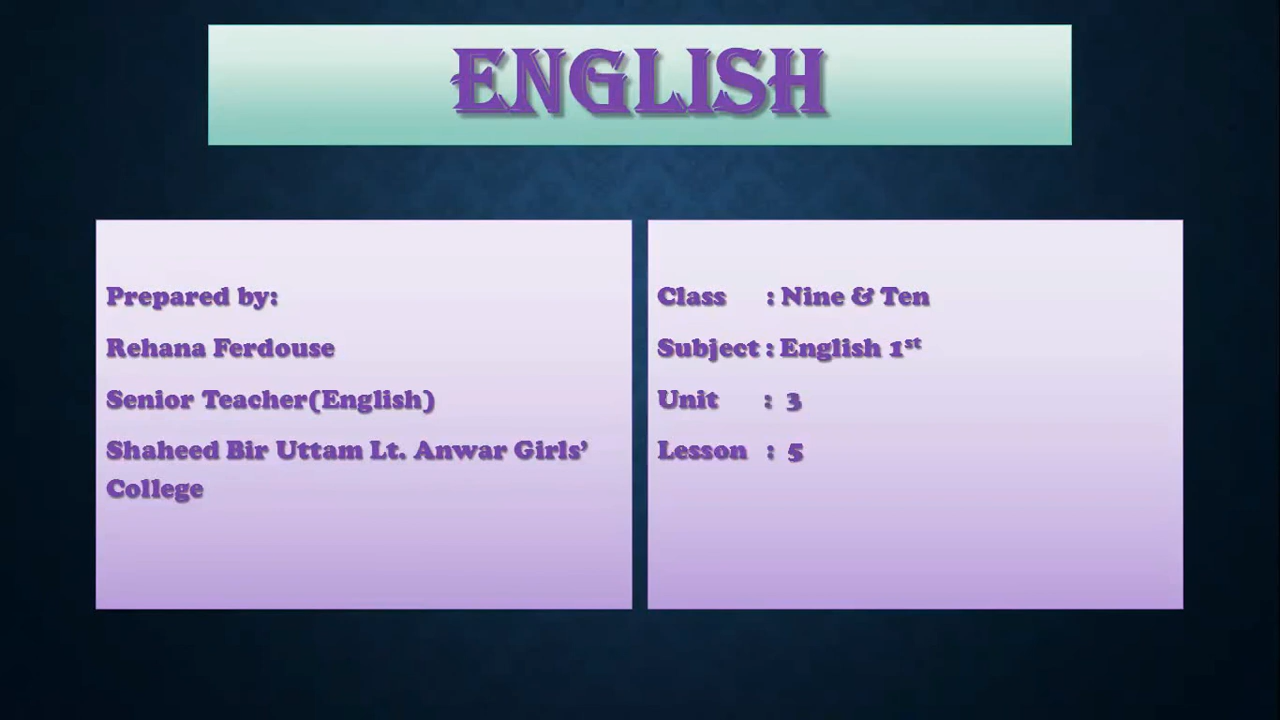 ENGLISH
Prepared by:
Rehana Ferdouse
Senior Teacher(English)
Shaheed Bir Uttam Lt. Anwar Girls’
College
Class : Nine & Ten
Subject : English 1st
Unit : 3
Lesson : 5